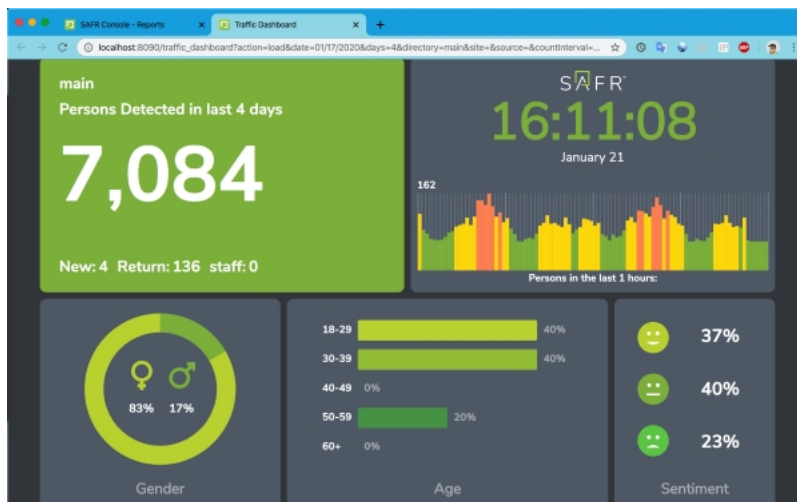 SAFR Console - Reports
Traffic Dashboard
localhost:8090/traffic_dashboard?action=load&date=01/17/2020&days=4&directory=main&site=&source=&countInterval=...
main
Persons Detected in last 4 days
7,084
New: 4 Return: 136 staff: 0
SAFR
16:11:08
January 21
162
Persons in the last 1 hours:
83% 17%
Gender
18-29 40%
30-39 40%
40-49 0%
50-59 20%
60+ 0%
Age
37%
40%
23%
Sentiment